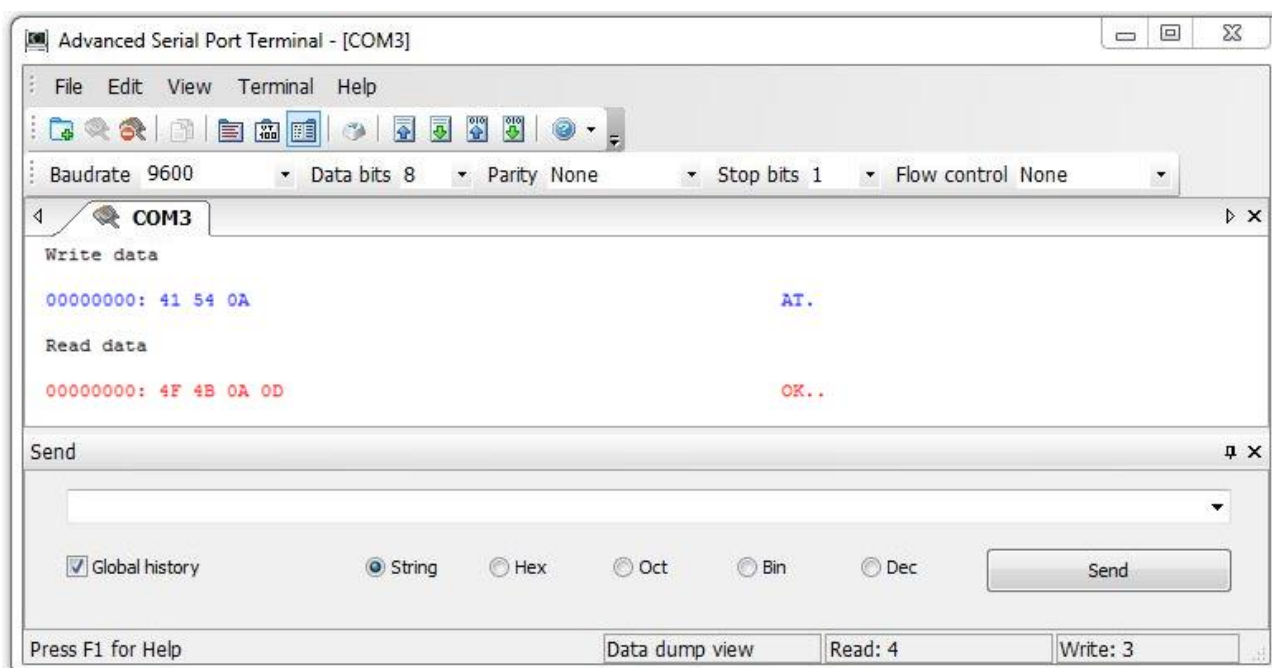 Advanced Serial Port Terminal - [COM3]
File Edit View Terminal Help
Baudrate 9600 Data bits 8 Parity None Stop bits 1 Flow control None
COM3
Write data
00000000: 41 54 0A AT.
Read data
00000000: 4F 4B 0A 0D OK..
Send
Global history String Hex Oct Bin Dec Send
Press F1 for Help Data dump view Read: 4 Write: 3